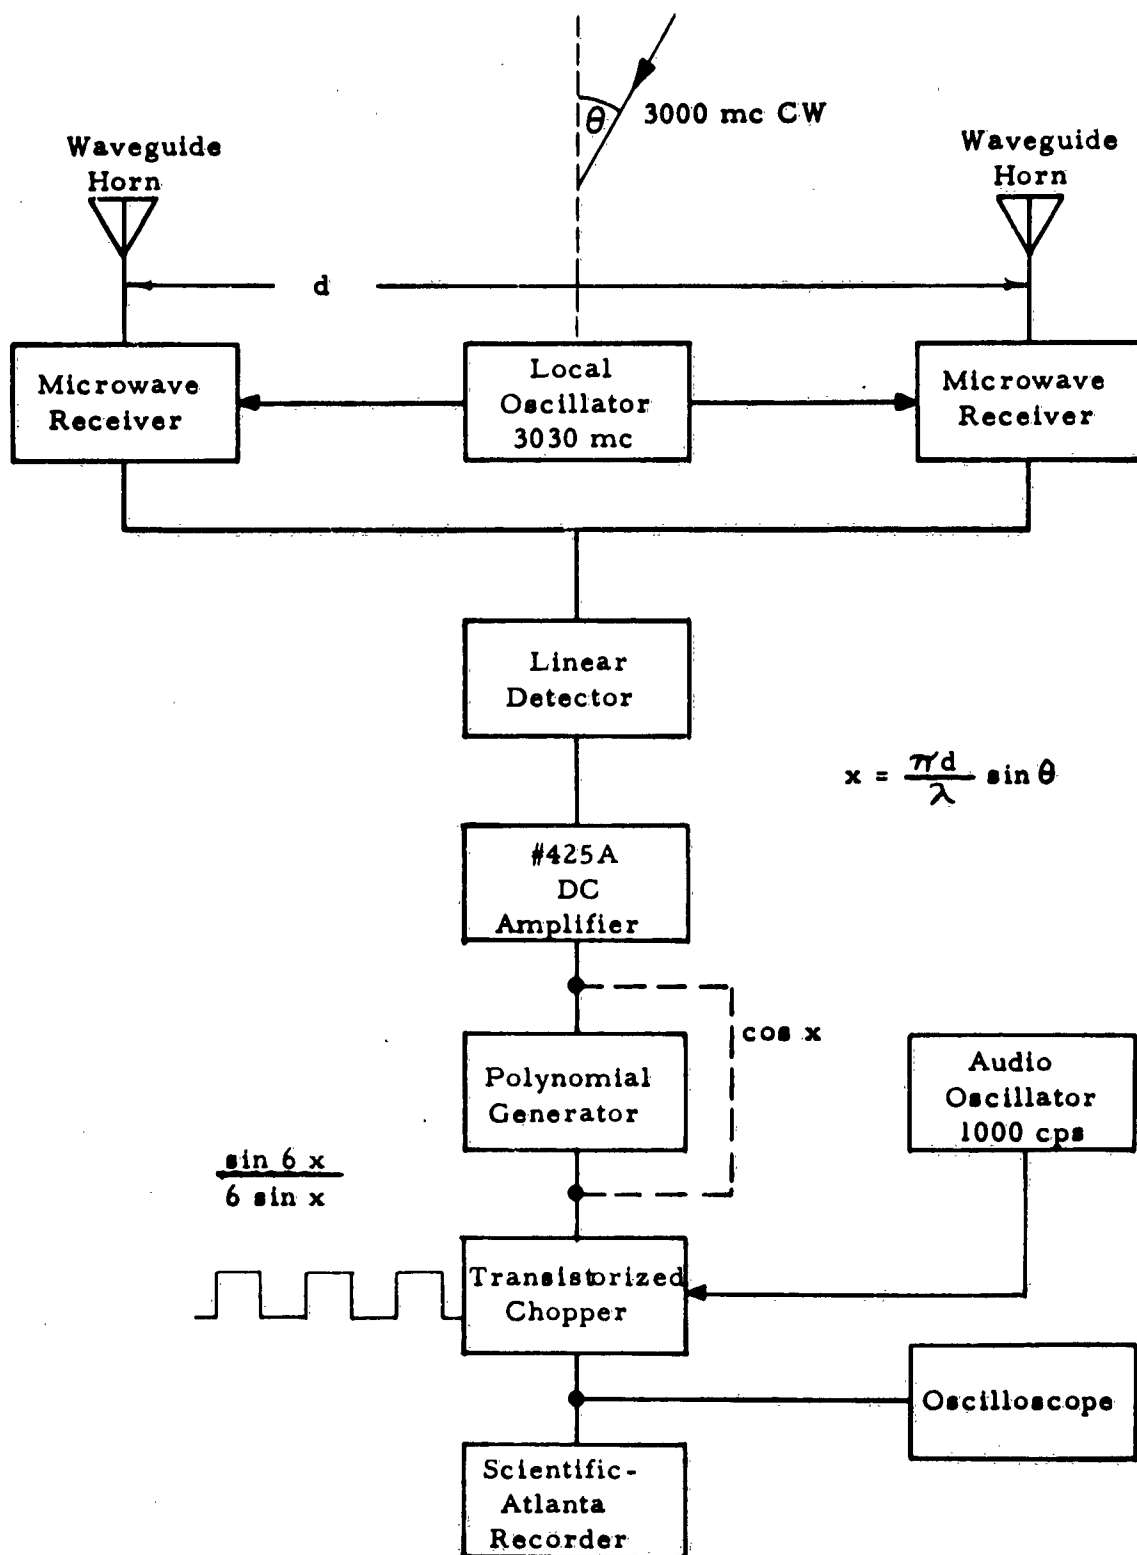 θ
3000 mc CW
Waveguide
Horn
Waveguide
Horn
d
Microwave
Receiver
Local
Oscillator
3030 mc
Microwave
Receiver
Linear
Detector
x = πd/λ sin θ
#425A
DC
Amplifier
cos x
Polynomial
Generator
Audio
Oscillator
1000 cps
sin 6 x
6 sin x
Transistorized
Chopper
Oscilloscope
Scientific-
Atlanta
Recorder